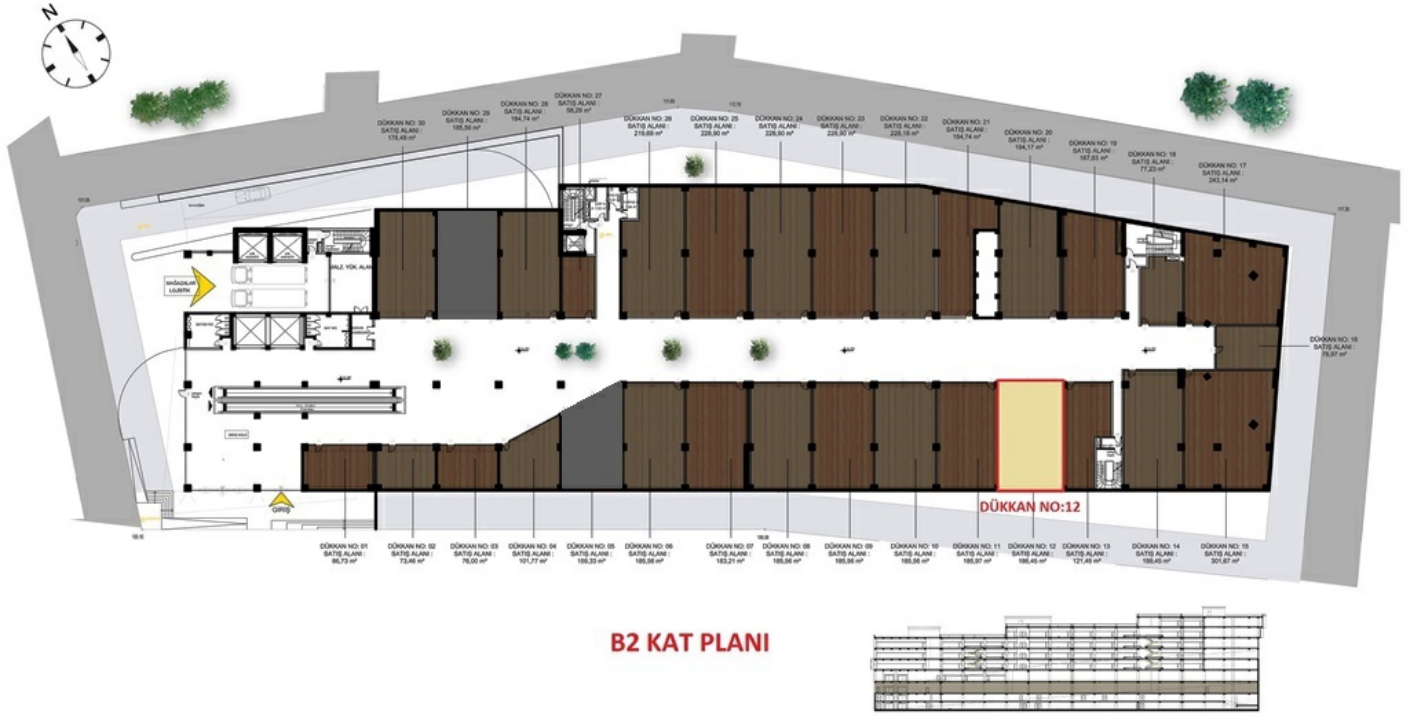 N
DÜKKAN NO: 27
SATIŞ ALANI :
58,29 m²
DÜKKAN NO: 28
SATIŞ ALANI :
184,74 m²
DÜKKAN NO: 29
SATIŞ ALANI :
185,56 m²
DÜKKAN NO: 30
SATIŞ ALANI :
178,48 m²
DÜKKAN NO: 26
SATIŞ ALANI :
219,69 m²
DÜKKAN NO: 25
SATIŞ ALANI :
228,90 m²
DÜKKAN NO: 24
SATIŞ ALANI :
228,90 m²
DÜKKAN NO: 23
SATIŞ ALANI :
228,90 m²
DÜKKAN NO: 22
SATIŞ ALANI :
228,18 m²
DÜKKAN NO: 21
SATIŞ ALANI :
184,74 m²
DÜKKAN NO: 20
SATIŞ ALANI :
194,17 m²
DÜKKAN NO: 19
SATIŞ ALANI :
167,63 m²
DÜKKAN NO: 18
SATIŞ ALANI :
77,23 m²
DÜKKAN NO: 17
SATIŞ ALANI :
243,14 m²
MALZ. YÜK. ALANI
MAĞAZALAR
LOJİSTİK
DÜKKAN NO: 16
SATIŞ ALANI :
78,97 m²
GİRİŞ
DÜKKAN NO:12
DÜKKAN NO: 01
SATIŞ ALANI :
86,73 m²
DÜKKAN NO: 02
SATIŞ ALANI :
73,46 m²
DÜKKAN NO: 03
SATIŞ ALANI :
76,00 m²
DÜKKAN NO: 04
SATIŞ ALANI :
101,77 m²
DÜKKAN NO: 05
SATIŞ ALANI :
159,33 m²
DÜKKAN NO: 06
SATIŞ ALANI :
185,56 m²
DÜKKAN NO: 07
SATIŞ ALANI :
183,21 m²
DÜKKAN NO: 08
SATIŞ ALANI :
185,56 m²
DÜKKAN NO: 09
SATIŞ ALANI :
185,56 m²
DÜKKAN NO: 10
SATIŞ ALANI :
185,56 m²
DÜKKAN NO: 11
SATIŞ ALANI :
185,97 m²
DÜKKAN NO: 12
SATIŞ ALANI :
186,45 m²
DÜKKAN NO: 13
SATIŞ ALANI :
121,46 m²
DÜKKAN NO: 14
SATIŞ ALANI :
199,45 m²
DÜKKAN NO: 15
SATIŞ ALANI :
301,67 m²
B2 KAT PLANI